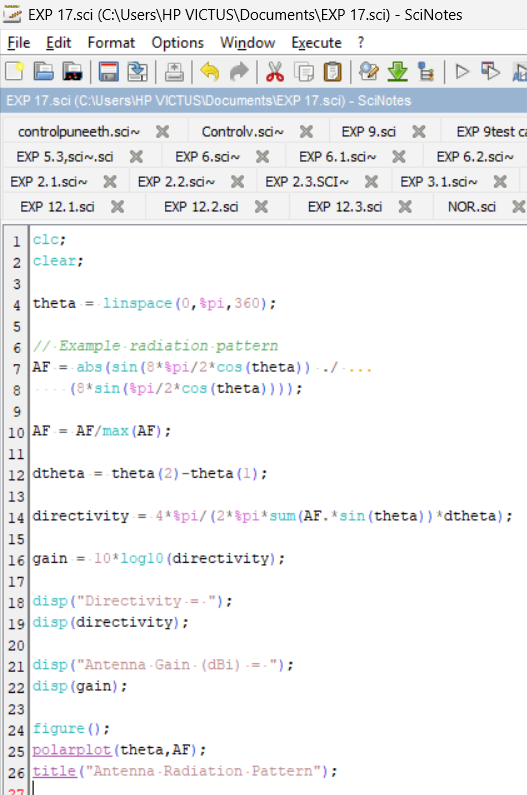 EXP 17.sci (C:\Users\HP VICTUS\Documents\EXP 17.sci) - SciNotes
File Edit Format Options Window Execute ?
EXP 17.sci (C:\Users\HP VICTUS\Documents\EXP 17.sci) - SciNotes
controlpuneeth.sci~ Controlv.sci~ EXP 9.sci EXP 9test ca
EXP 5.3,sci~.sci EXP 6.sci~ EXP 6.1.sci~ EXP 6.2.sci~
EXP 2.1.sci~ EXP 2.2.sci~ EXP 2.3.SCI~ EXP 3.1.sci~
EXP 12.1.sci EXP 12.2.sci EXP 12.3.sci NOR.sci
1 clc;
2 clear;
3
4 theta = linspace(0,%pi,360);
5
6 // Example radiation pattern
7 AF = abs(sin(8*%pi/2*cos(theta)) ./ ...
8     (8*sin(%pi/2*cos(theta))));
9
10 AF = AF/max(AF);
11
12 dtheta = theta(2)-theta(1);
13
14 directivity = 4*%pi/(2*%pi*sum(AF.*sin(theta))*dtheta);
15
16 gain = 10*log10(directivity);
17
18 disp("Directivity = ");
19 disp(directivity);
20
21 disp("Antenna Gain (dBi) = ");
22 disp(gain);
23
24 figure();
25 polarplot(theta,AF);
26 title("Antenna Radiation Pattern");
27